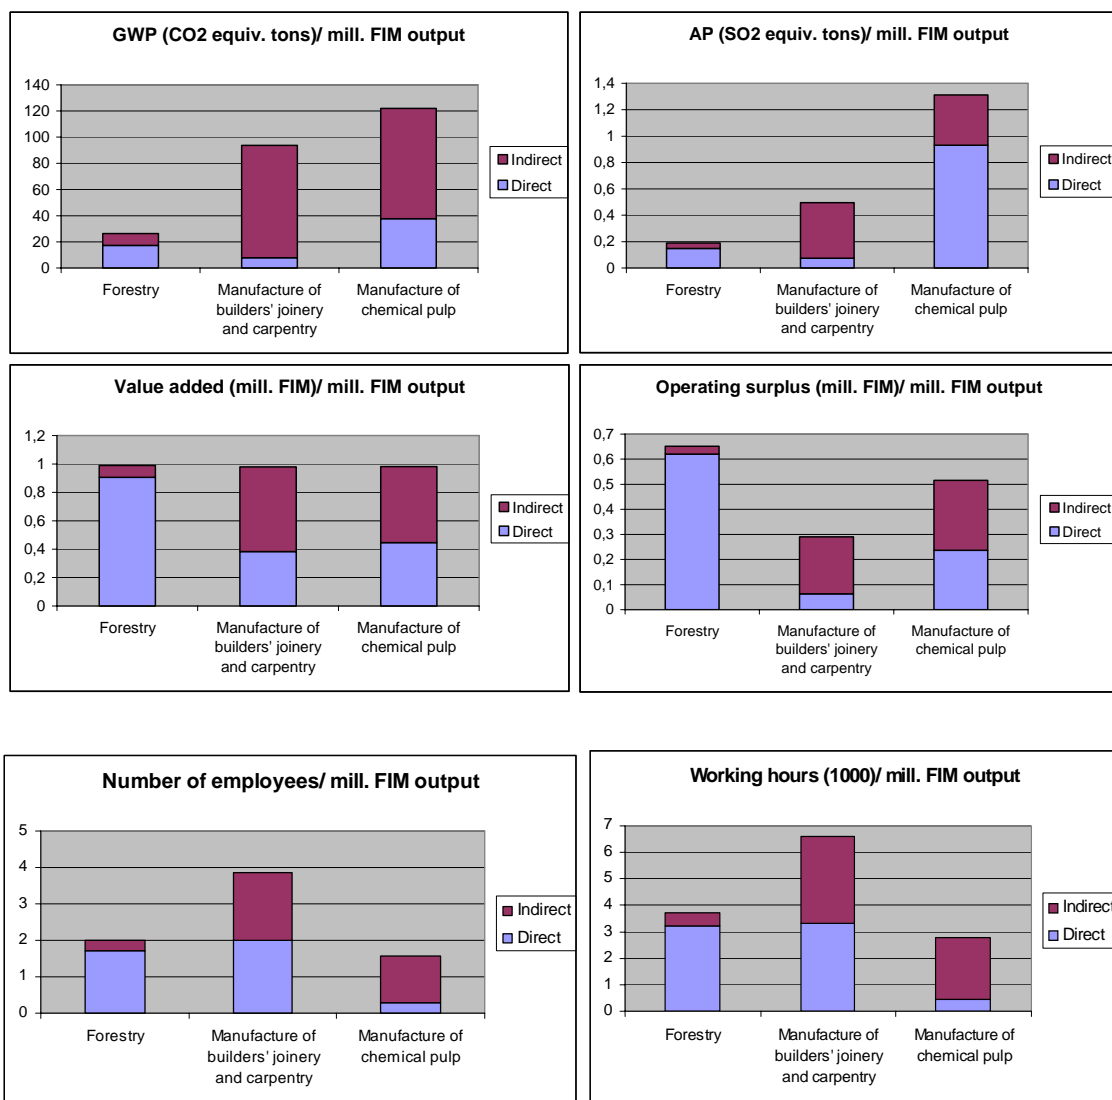 GWP (CO2 equiv. tons)/ mill. FIM output
140
120
100
80
60
40
20
0
Forestry
Manufacture of
builders' joinery
and carpentry
Manufacture of
chemical pulp
Indirect
Direct
AP (SO2 equiv. tons)/ mill. FIM output
1,4
1,2
1
0,8
0,6
0,4
0,2
0
Forestry
Manufacture of
builders' joinery
and carpentry
Manufacture of
chemical pulp
Indirect
Direct
Value added (mill. FIM)/ mill. FIM output
1,2
1
0,8
0,6
0,4
0,2
0
Forestry
Manufacture of
builders' joinery
and carpentry
Manufacture of
chemical pulp
Indirect
Direct
Operating surplus (mill. FIM)/ mill. FIM output
0,7
0,6
0,5
0,4
0,3
0,2
0,1
0
Forestry
Manufacture of
builders' joinery
and carpentry
Manufacture of
chemical pulp
Indirect
Direct
Number of employees/ mill. FIM output
5
4
3
2
1
0
Forestry
Manufacture of
builders' joinery
and carpentry
Manufacture of
chemical pulp
Indirect
Direct
Working hours (1000)/ mill. FIM output
7
6
5
4
3
2
1
0
Forestry
Manufacture of
builders' joinery
and carpentry
Manufacture of
chemical pulp
Indirect
Direct